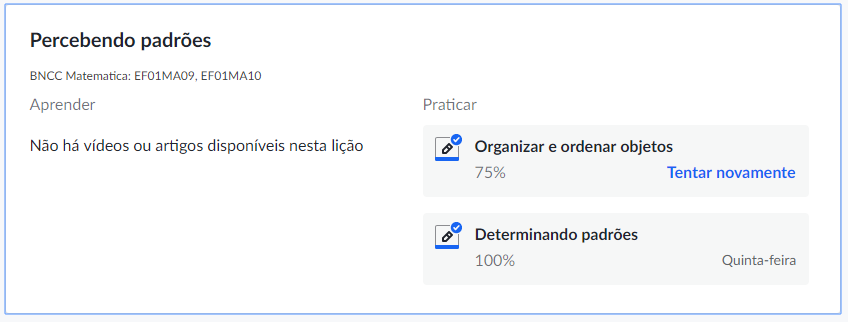 Percebendo padrões
BNCC Matematica: EF01MA09, EF01MA10
Aprender
Não há vídeos ou artigos disponíveis nesta lição
Praticar
Organizar e ordenar objetos
75%
Tentar novamente
Determinando padrões
100%
Quinta-feira